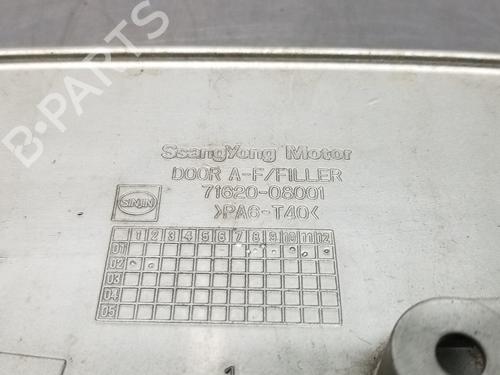 B-PARTS
SsangYong Motor
DOOR A-F/FILLER
71620-08001
>PA6-T40<
1 2 3 4 5 6 7 8 9 10 11 12
01
02
03
04
05